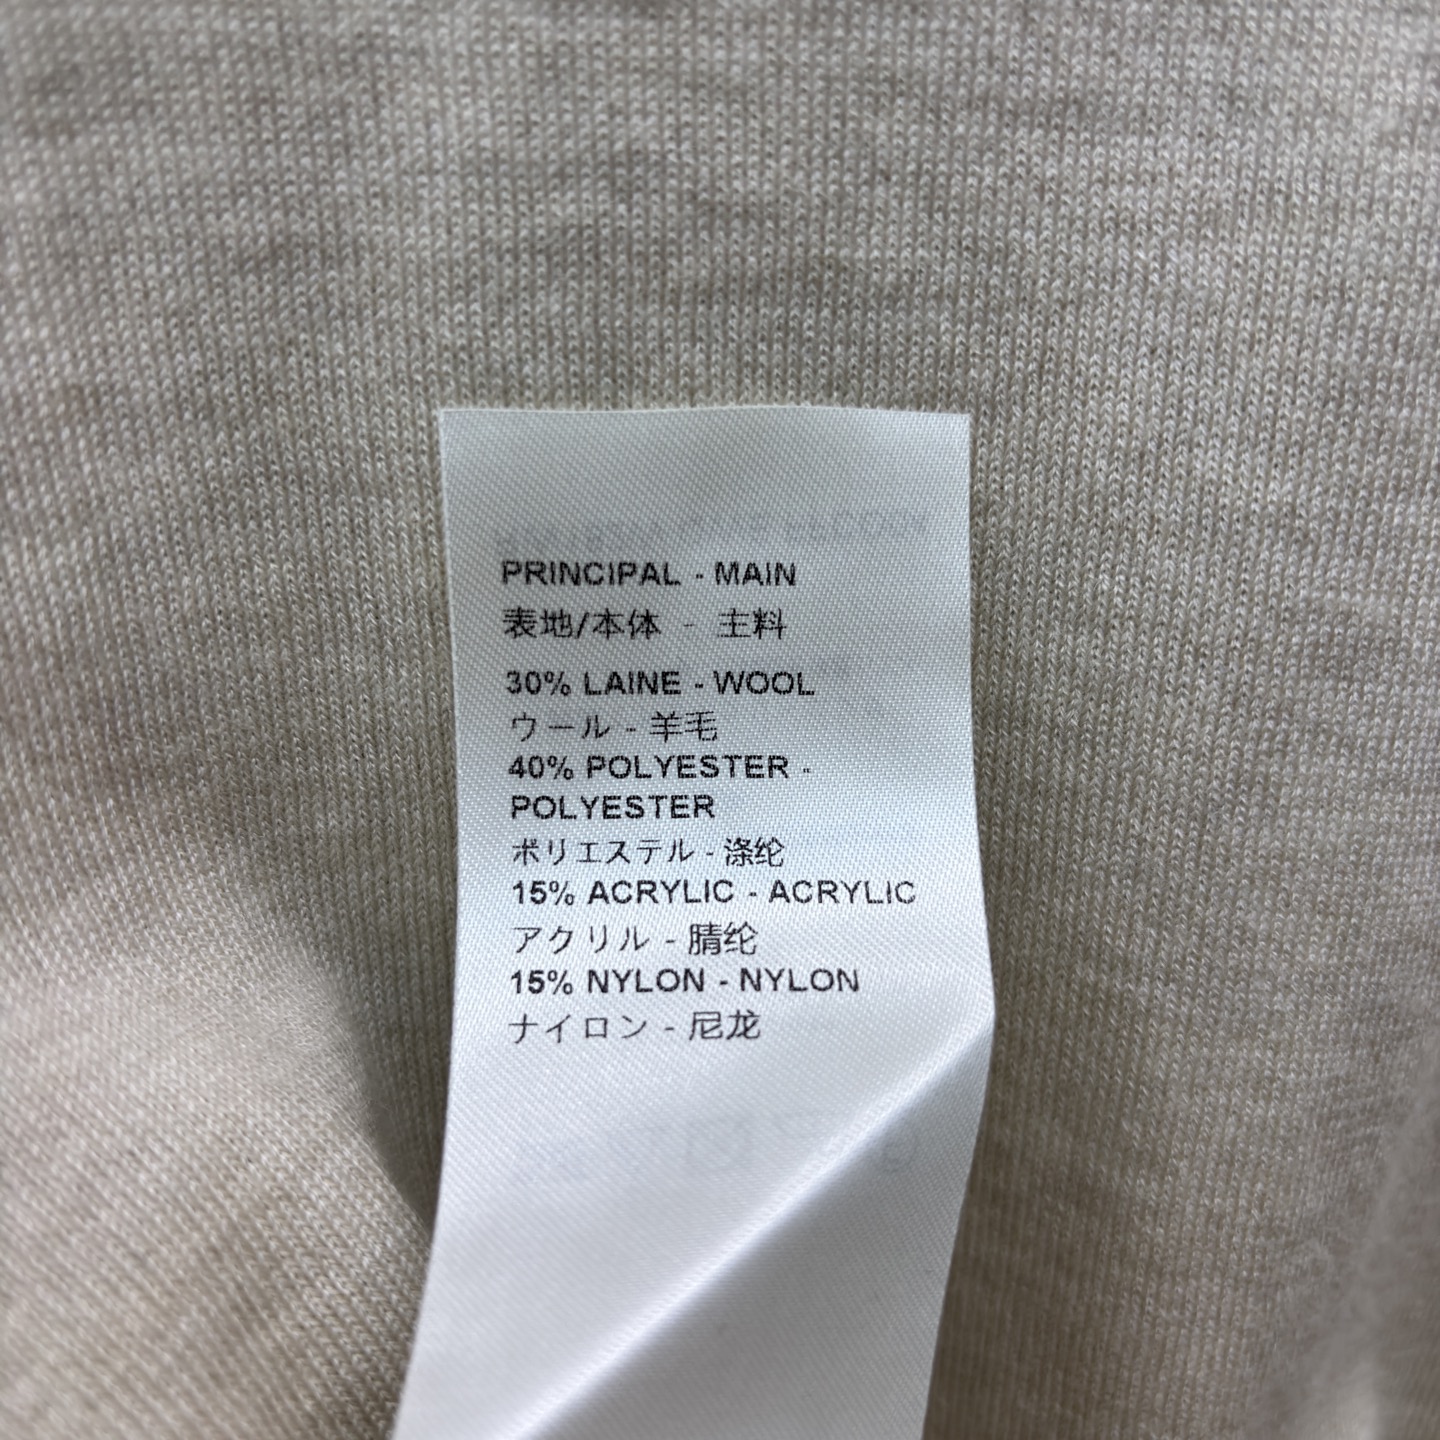 PRINCIPAL - MAIN
表地/本体 - 主料
30% LAINE - WOOL
ウール - 羊毛
40% POLYESTER -
POLYESTER
ポリエステル - 涤纶
15% ACRYLIC - ACRYLIC
アクリル - 腈纶
15% NYLON - NYLON
ナイロン - 尼龙